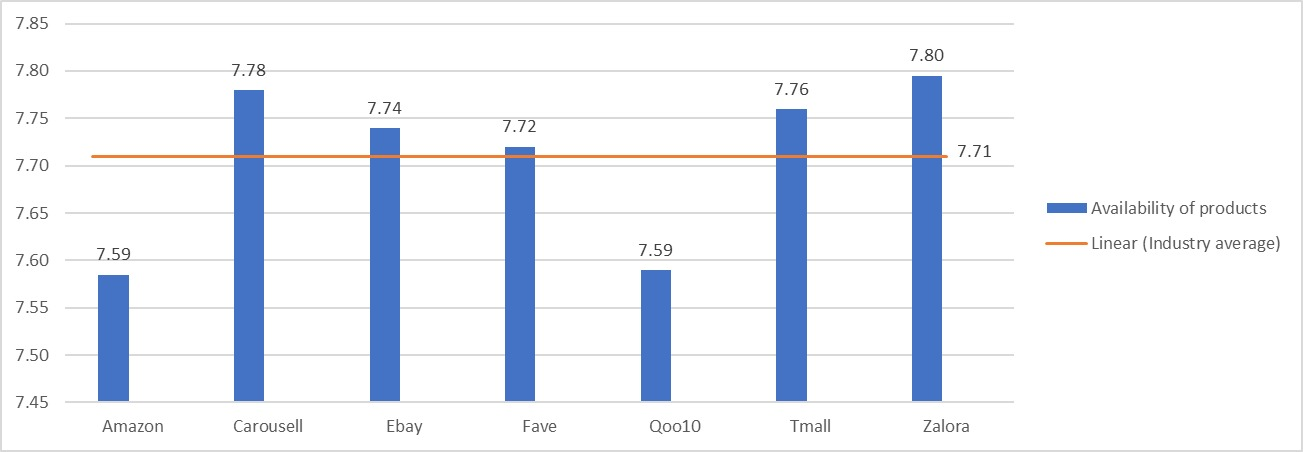 7.85
7.80
7.75
7.70
7.65
7.60
7.55
7.50
7.45
7.59
7.78
7.74
7.72
7.59
7.76
7.80
7.71
Amazon
Carousell
Ebay
Fave
Qoo10
Tmall
Zalora
Availability of products
Linear (Industry average)